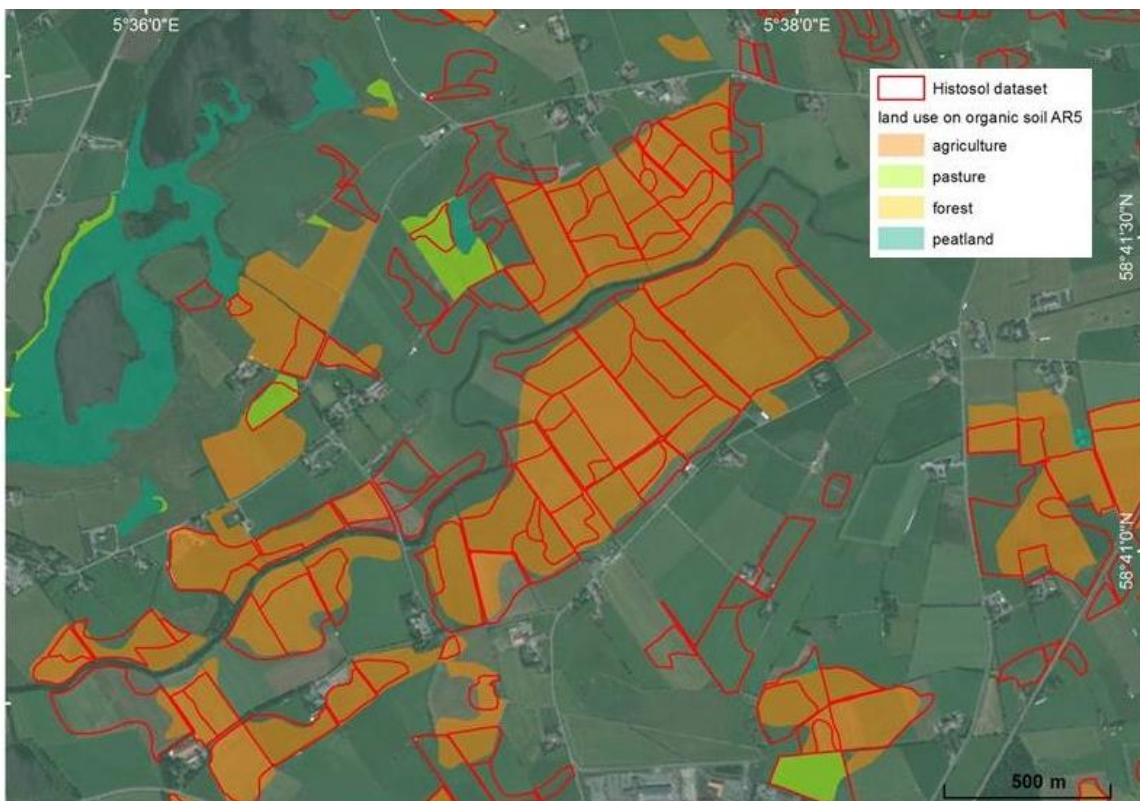 5°36'0"E
5°38'0"E
Histosol dataset
land use on organic soil AR5
agriculture
pasture
forest
peatland
58°41'30"N
58°41'0"N
500 m